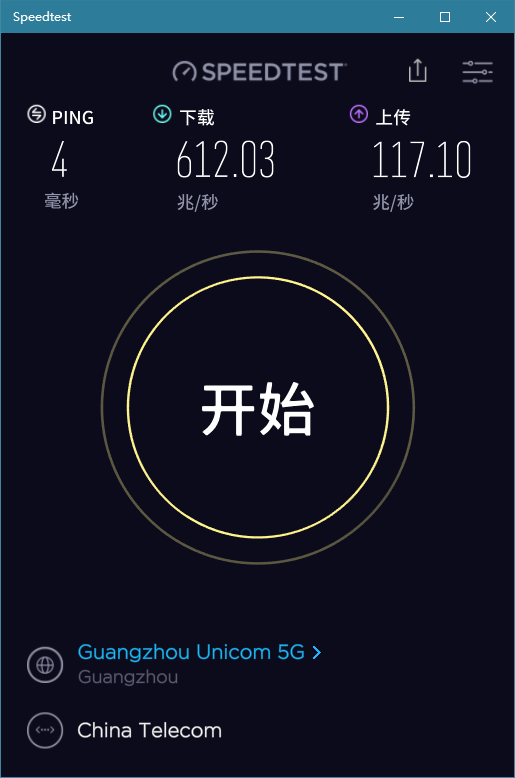 Speedtest
SPEEDTEST
PING 下载 上传
4 612.03 117.10
毫秒 兆/秒 兆/秒
开始
Guangzhou Unicom 5G
Guangzhou
China Telecom